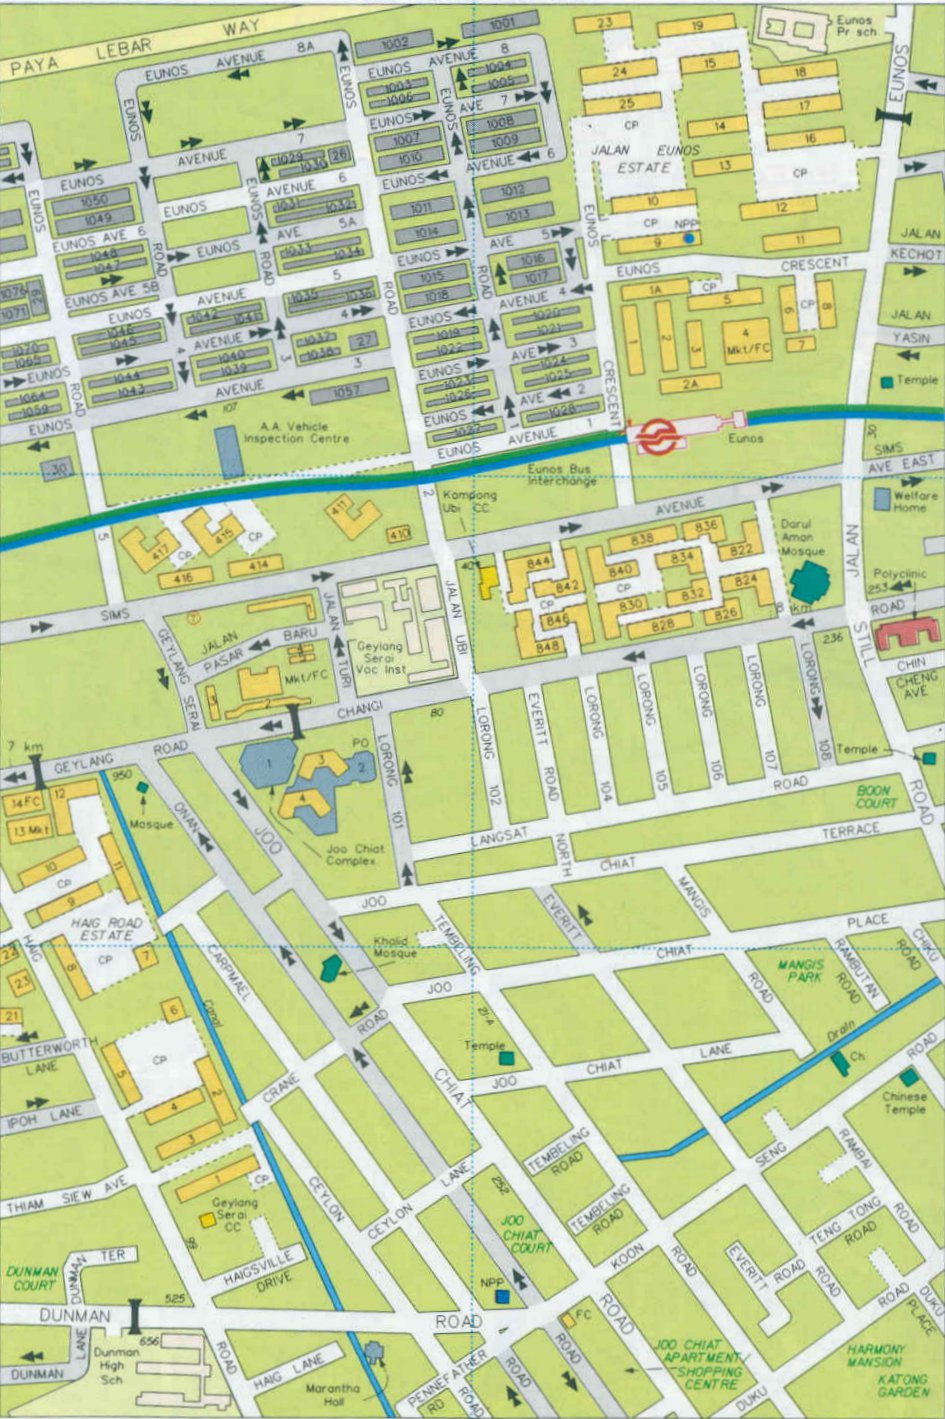 PAYA LEBAR WAY
1002
1001
23
19
Eunos
Pr sch
EUNOS AVENUE 8A
EUNOS AVENUE 8
EUNOS
EUNOS
EUNOS
1003
1006
1004
1005
24
15
18
25
17
EUNOS AVE 7
CP
14
16
1007
1010
1008
1009
JALAN EUNOS
ESTATE
13
CP
EUNOS AVENUE 7
1029
1030
26
EUNOS AVENUE 6
1050
1049
EUNOS AVENUE 6
1031
1032
1011
1014
1012
1013
10
12
CP
NPP
9
11
EUNOS AVE 6
1048
1047
EUNOS AVE 5A
1033
1034
EUNOS AVE 5
1015
1018
1016
1017
JALAN
KECHOT
EUNOS CRESCENT
EUNOS AVE 5B
EUNOS AVENUE 5
1076
1071
29
1042
1041
1035
1036
EUNOS AVENUE 4
1A
CP
5
6
CP
8
JALAN
YASIN
1046
1045
1019
1022
1020
1021
1
2
3
4
Mkt/FC
7
EUNOS AVENUE 4
1037
1038
27
1070
1065
1040
1039
EUNOS AVE 3
1044
1043
1023
1026
1024
1025
2A
Temple
EUNOS AVENUE 3
1064
1059
1057
EUNOS AVE 2
1028
1027
EUNOS
ROAD
ROAD
ROAD
ROAD
ROAD
CRESCENT
107
A.A. Vehicle
Inspection Centre
EUNOS AVENUE 1
Eunos
30
Eunos Bus
Interchange
SIMS
AVE EAST
50
Welfare
Home
Kampong
Ubi CC
2
5
411
410
417
415
CP
CP
416
414
SIMS AVENUE
844
842
846
848
CP
838
836
834
822
840
CP
830
832
824
828
826
Darul
Aman
Mosque
8 km
Polyclinic
253
236
ROAD
CHIN
CHENG
AVE
JALAN
STILL
ROAD
JALAN UBI
GEYLANG
SERAI
JALAN
PASAR BARU
JALAN
TURI
4
5
Mkt/FC
3
2
Geylang
Serai
Voc Inst
CHANGI
80
7 km
GEYLANG ROAD
950
LORONG
101
LORONG
102
EVERITT
ROAD
NORTH
LORONG
104
LORONG
105
LORONG
106
LORONG
107
LORONG
108
Temple
PO
1
2
3
4
Joo Chiat
Complex
Mosque
14 FC
13 Mkt
12
10
CP
9
11
HAIG ROAD
ESTATE
8
CP
7
ONAN
JOO
BOON
COURT
LANGSAT ROAD
JOO CHIAT TERRACE
MANGIS
ROAD
EVERITT
JOO CHIAT PLACE
CHIKU
ROAD
RAMBUTAN
ROAD
MANGIS
PARK
TEMBELING
Khalid
Mosque
CARPMAEL
HAIG
22
23
21
6
BUTTERWORTH
LANE
IPOH LANE
CP
5
2
4
3
Canal
CRANE ROAD
CHIAT
Temple
21-A
JOO CHIAT LANE
Drain
Ch
ROAD
Chinese
Temple
SENG
RAMBAI
ROAD
TEMBELING
ROAD
TEMBELING
ROAD
THIAM SIEW AVE
1
CP
Geylang
Serai
CC
99
CEYLON
CEYLON LANE
252
JOO
CHIAT
COURT
KOON
ROAD
EVERITT
ROAD
TENG TONG
ROAD
ROAD
ROAD
DUKU
PLACE
DUNMAN
COURT
DUNMAN
TER
HAIGSVILLE
DRIVE
NPP
FC
525
DUNMAN ROAD
656
Dunman
High
Sch
LANE
DUNMAN
ROAD
HAIG LANE
Marantha
Hall
PENNEFATHER
RD
ROAD
ROAD
ROAD
ROAD
JOO CHIAT
APARTMENT/
SHOPPING
CENTRE
DUKU
HARMONY
MANSION
KATONG
GARDEN